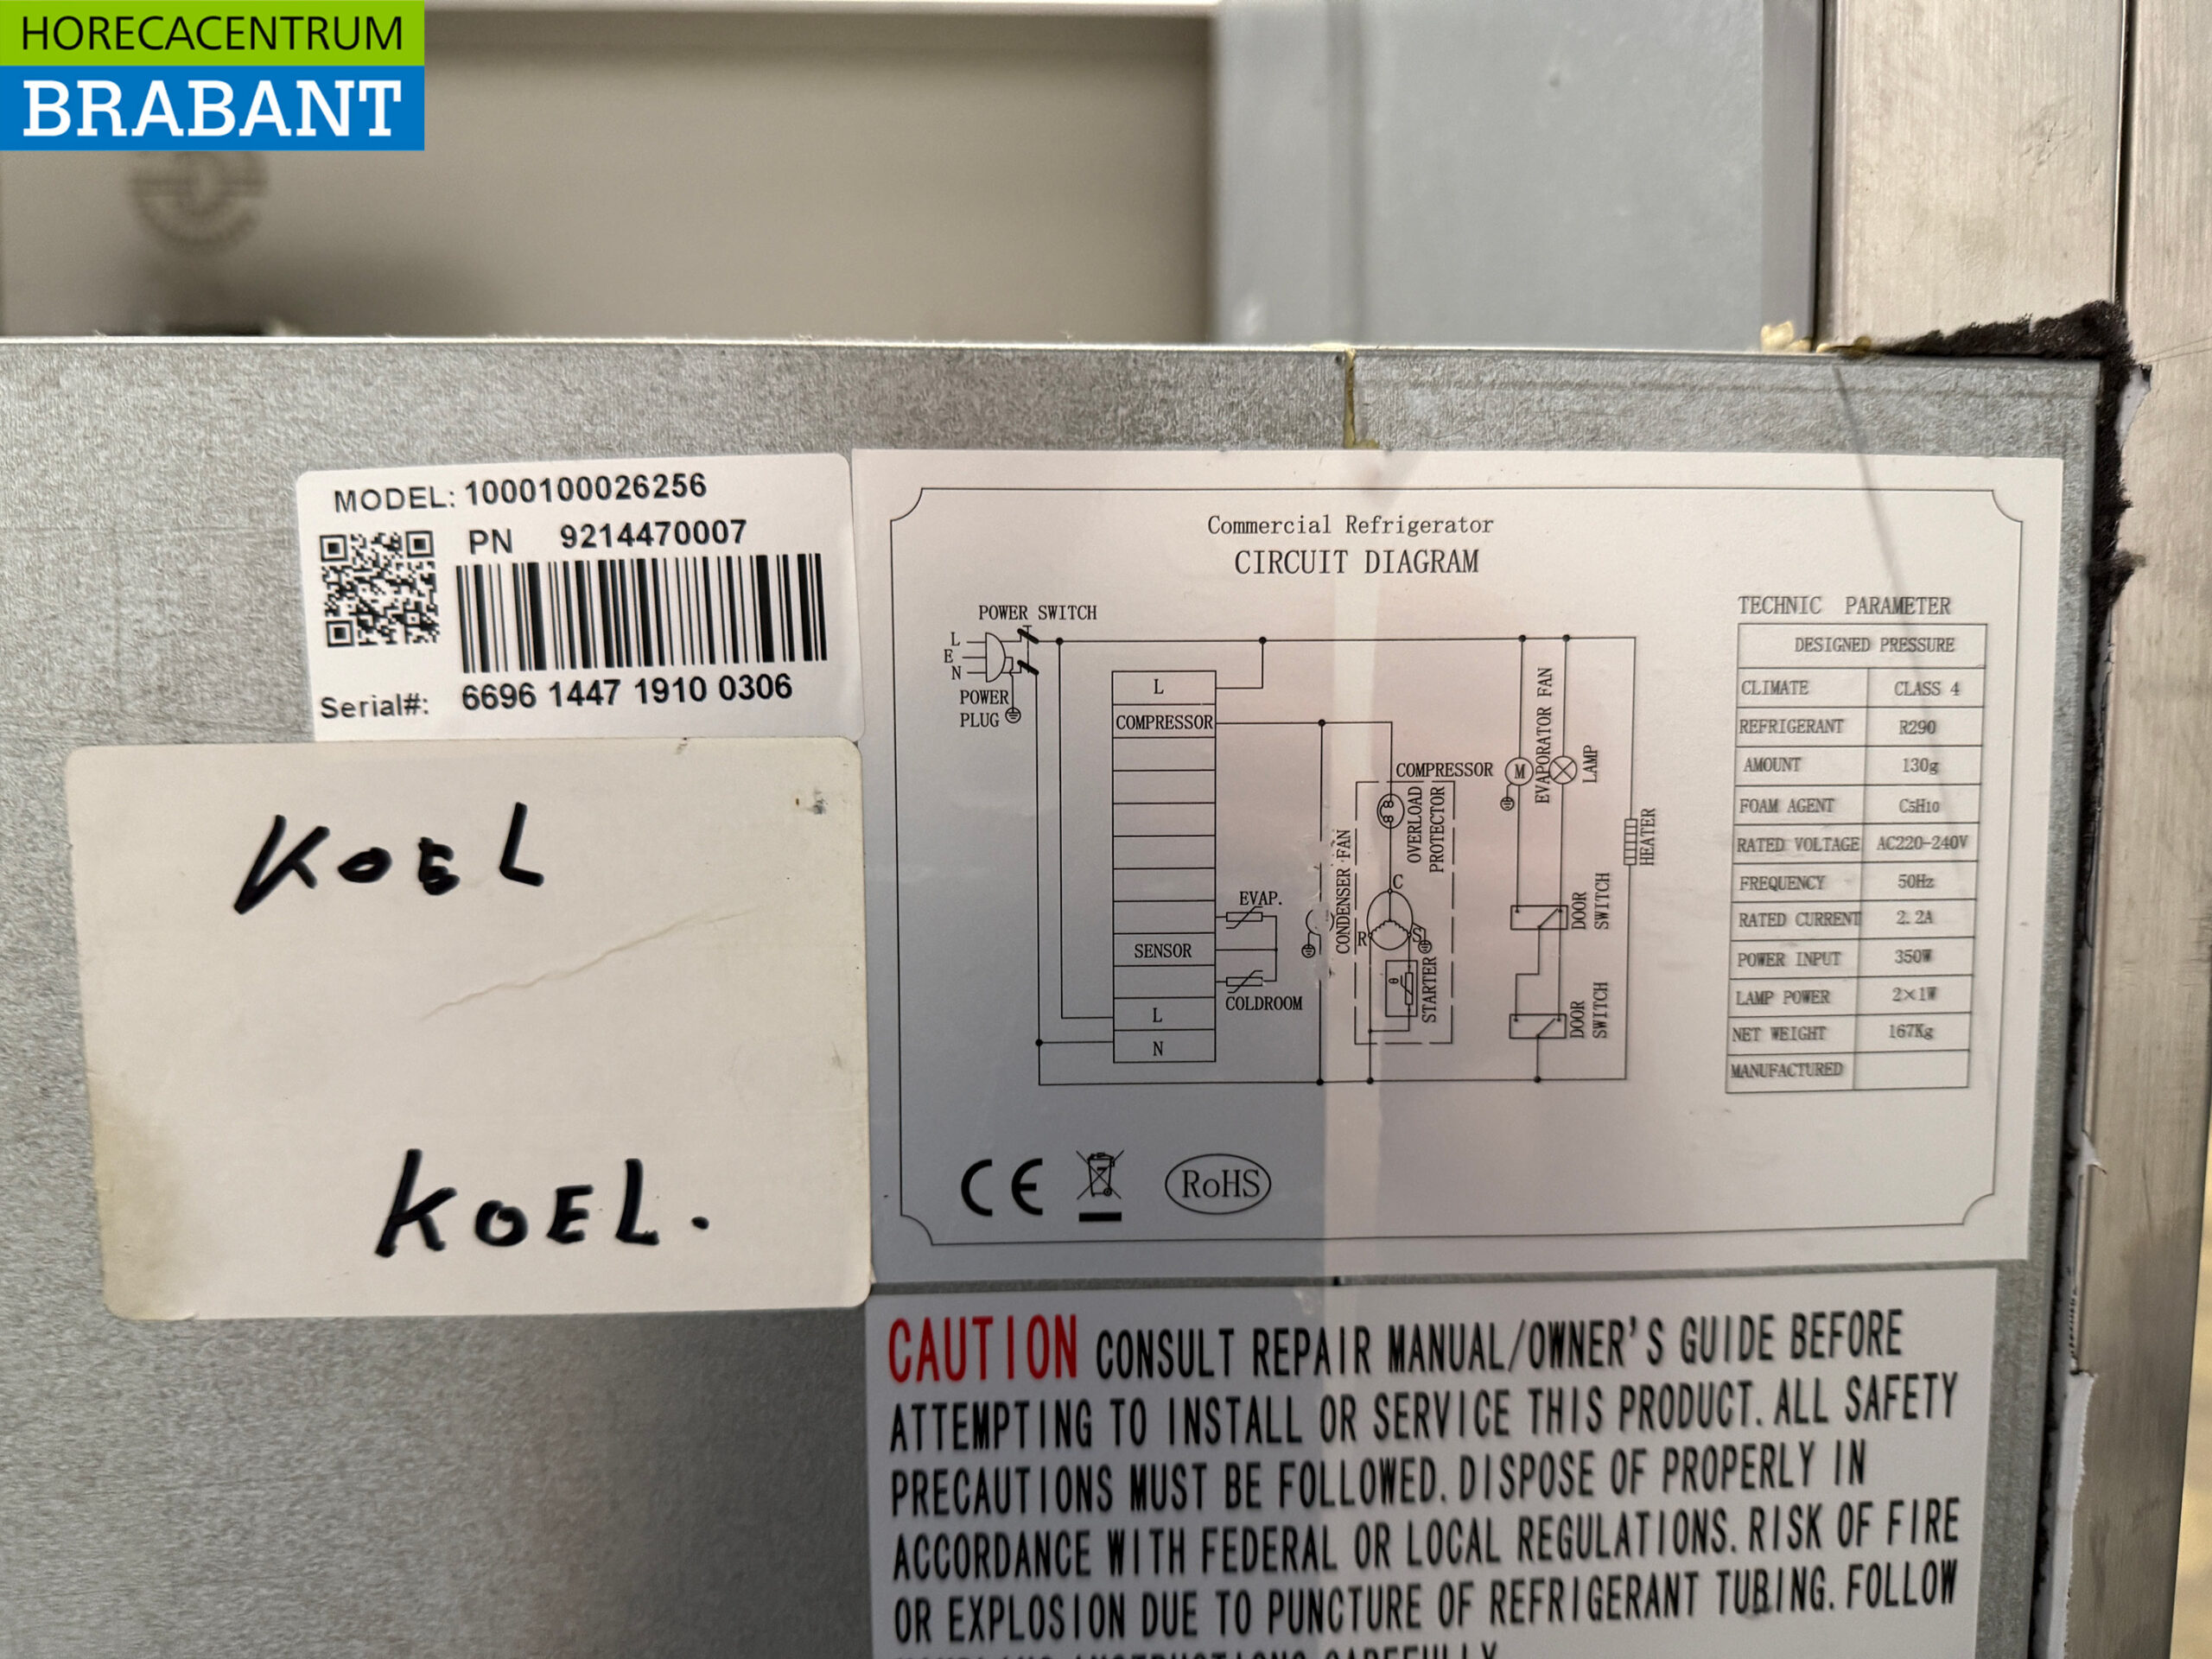 HORECACENTRUM
BRABANT
MODEL: 1000100026256
PN 9214470007
Serial#: 6696 1447 1910 0306
KOEL
KOEL.
Commercial Refrigerator
CIRCUIT DIAGRAM
POWER SWITCH
L
E
N
POWER
PLUG
L
COMPRESSOR
SENSOR
L
N
EVAP.
COLDROOM
CONDENSER FAN
COMPRESSOR
OVERLOAD
PROTECTOR
C
R
S
θ
STARTER
M
EVAPORATOR FAN
LAMP
DOOR
SWITCH
DOOR
SWITCH
HEATER
TECHNIC PARAMETER
DESIGNED PRESSURE
CLIMATE CLASS 4
REFRIGERANT R290
AMOUNT 130g
FOAM AGENT C5H10
RATED VOLTAGE AC220-240V
FREQUENCY 50Hz
RATED CURRENT 2.2A
POWER INPUT 350W
LAMP POWER 2×1W
NET WEIGHT 167Kg
MANUFACTURED
CE
RoHS
CAUTION CONSULT REPAIR MANUAL/OWNER'S GUIDE BEFORE
ATTEMPTING TO INSTALL OR SERVICE THIS PRODUCT. ALL SAFETY
PRECAUTIONS MUST BE FOLLOWED. DISPOSE OF PROPERLY IN
ACCORDANCE WITH FEDERAL OR LOCAL REGULATIONS. RISK OF FIRE
OR EXPLOSION DUE TO PUNCTURE OF REFRIGERANT TUBING. FOLLOW
HANDLING INSTRUCTIONS CAREFULLY